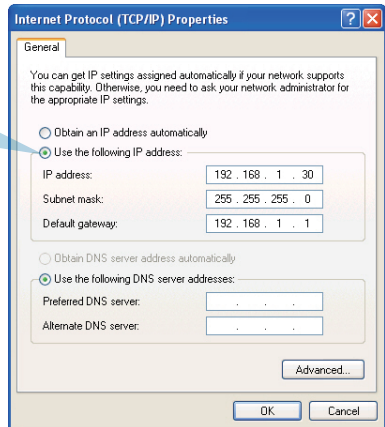 Internet Protocol (TCP/IP) Properties
General
You can get IP settings assigned automatically if your network supports
this capability. Otherwise, you need to ask your network administrator for
the appropriate IP settings.
Obtain an IP address automatically
Use the following IP address:
IP address: 192 . 168 . 1 . 30
Subnet mask: 255 . 255 . 255 . 0
Default gateway: 192 . 168 . 1 . 1
Obtain DNS server address automatically
Use the following DNS server addresses:
Preferred DNS server: . . .
Alternate DNS server: . . .
Advanced...
OK Cancel